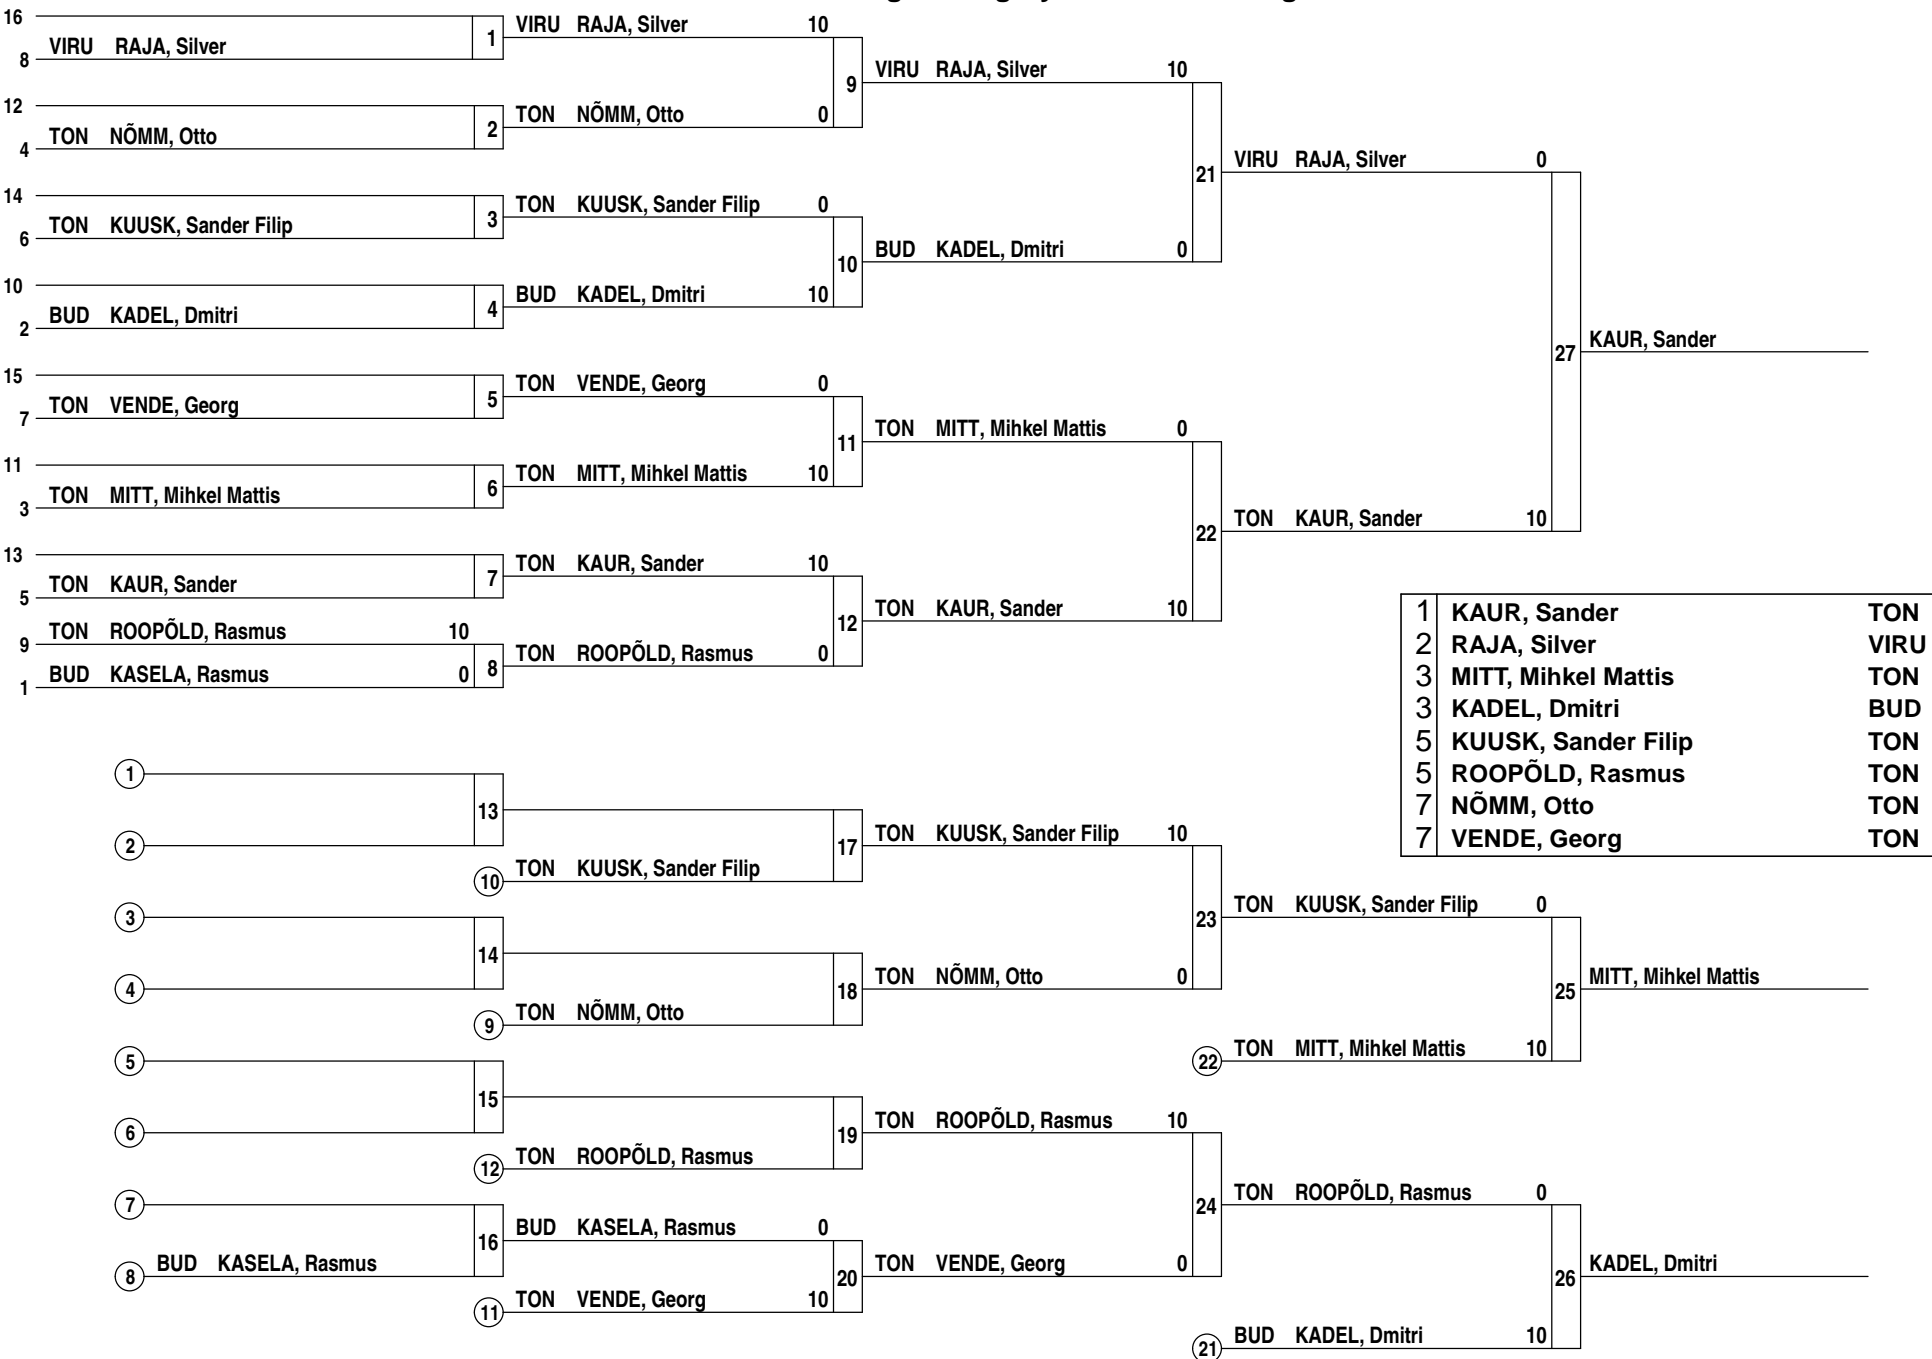 16
VIRU RAJA, Silver
8
1
12
TON NÕMM, Otto
4
2
14
TON KUUSK, Sander Filip
6
3
10
BUD KADEL, Dmitri
2
4
15
TON VENDE, Georg
7
5
11
TON MITT, Mihkel Mattis
3
6
13
TON KAUR, Sander
5
7
TON ROOPÕLD, Rasmus 10
9
BUD KASELA, Rasmus 0
1
8
VIRU RAJA, Silver 10
TON NÕMM, Otto 0
9
TON KUUSK, Sander Filip 0
BUD KADEL, Dmitri 10
10
TON VENDE, Georg 0
TON MITT, Mihkel Mattis 10
11
TON KAUR, Sander 10
TON ROOPÕLD, Rasmus 0
12
VIRU RAJA, Silver 10
BUD KADEL, Dmitri 0
21
TON MITT, Mihkel Mattis 0
TON KAUR, Sander 10
22
VIRU RAJA, Silver 0
TON KAUR, Sander 10
27
KAUR, Sander
1 KAUR, Sander TON
2 RAJA, Silver VIRU
3 MITT, Mihkel Mattis TON
3 KADEL, Dmitri BUD
5 KUUSK, Sander Filip TON
5 ROOPÕLD, Rasmus TON
7 NÕMM, Otto TON
7 VENDE, Georg TON
1
2
13
10 TON KUUSK, Sander Filip
17
3
4
14
9 TON NÕMM, Otto
18
5
6
15
12 TON ROOPÕLD, Rasmus
19
7
8 BUD KASELA, Rasmus
16
BUD KASELA, Rasmus 0
11 TON VENDE, Georg 10
20
TON KUUSK, Sander Filip 10
TON NÕMM, Otto 0
23
TON ROOPÕLD, Rasmus 10
TON VENDE, Georg 0
24
TON KUUSK, Sander Filip 0
22 TON MITT, Mihkel Mattis 10
25
MITT, Mihkel Mattis
TON ROOPÕLD, Rasmus 0
21 BUD KADEL, Dmitri 10
26
KADEL, Dmitri